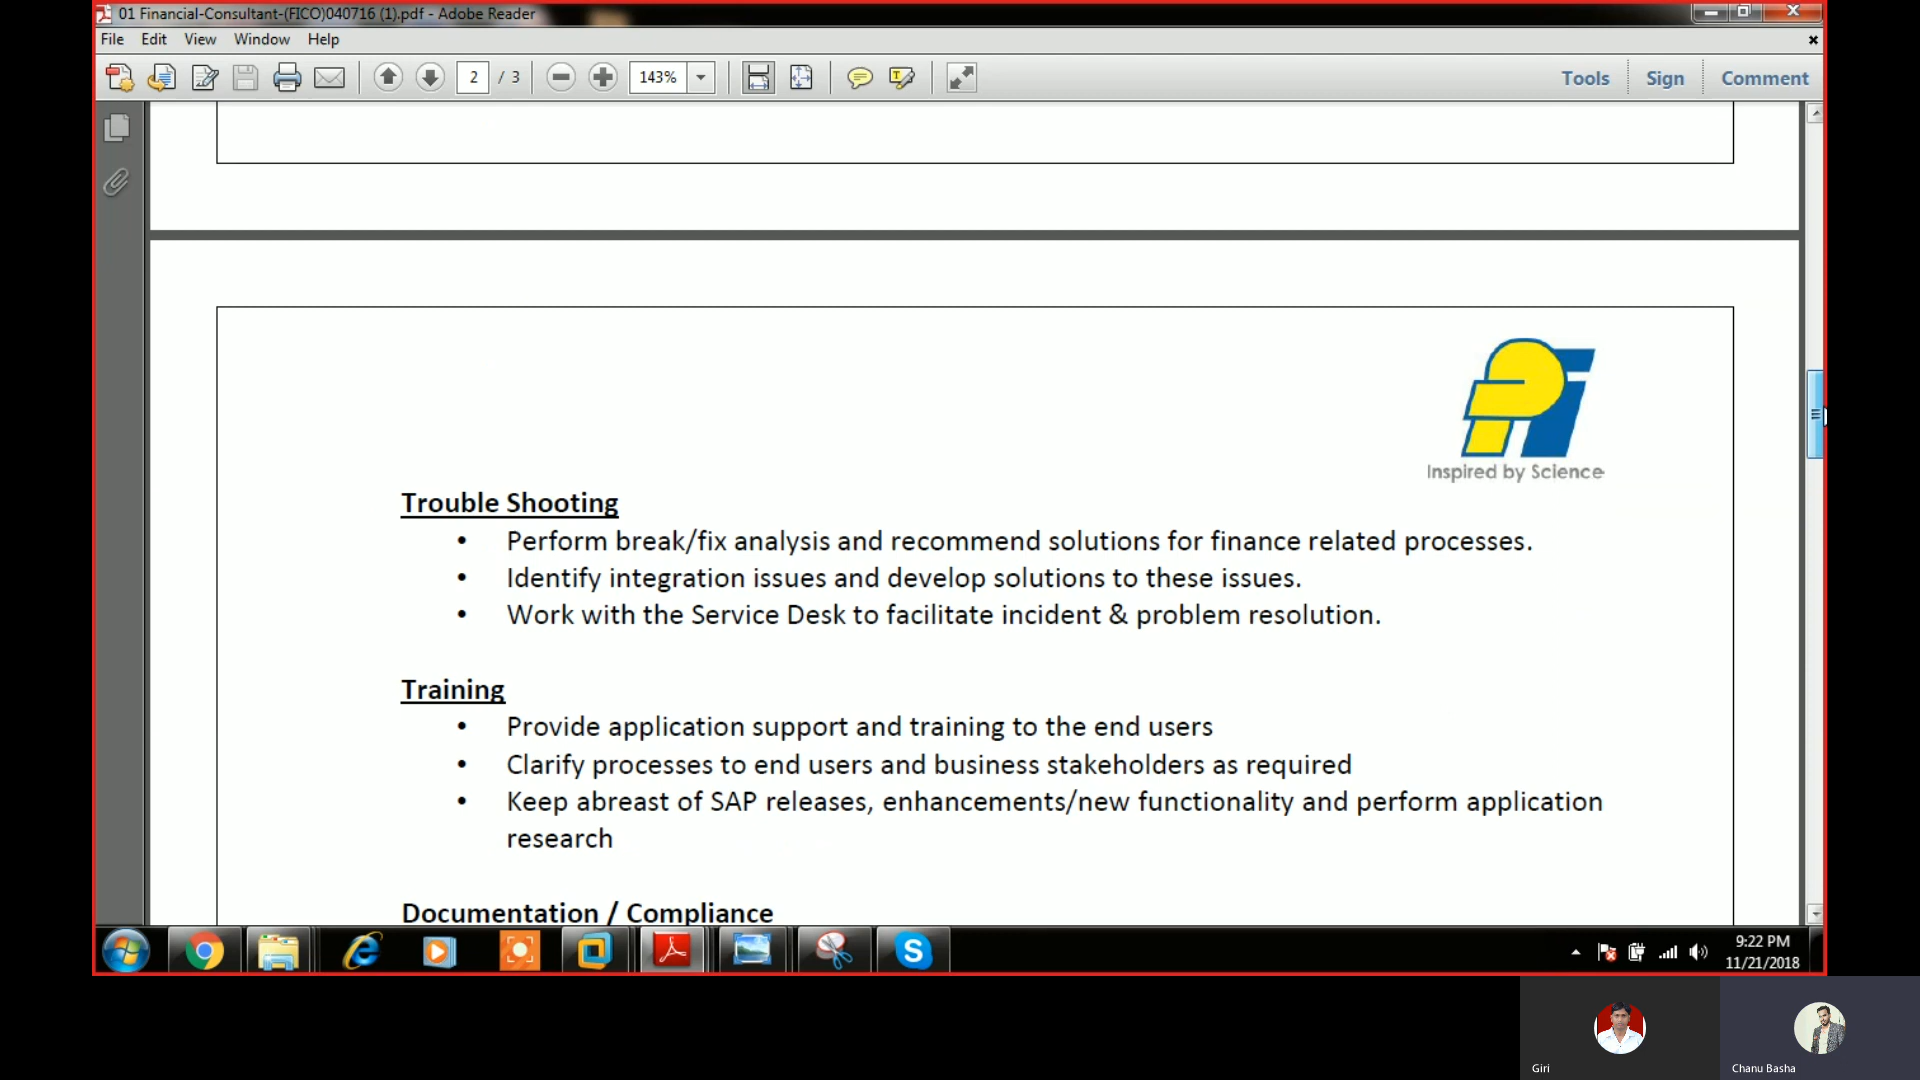 01 Financial-Consultant-(FICO)040716 (1).pdf - Adobe Reader
File Edit View Window Help
2 / 3 143% Tools Sign Comment
Inspired by Science
Trouble Shooting
• Perform break/fix analysis and recommend solutions for finance related processes.
• Identify integration issues and develop solutions to these issues.
• Work with the Service Desk to facilitate incident & problem resolution.
Training
• Provide application support and training to the end users
• Clarify processes to end users and business stakeholders as required
• Keep abreast of SAP releases, enhancements/new functionality and perform application
research
Documentation / Compliance
9:22 PM
11/21/2018
Giri
Chanu Basha